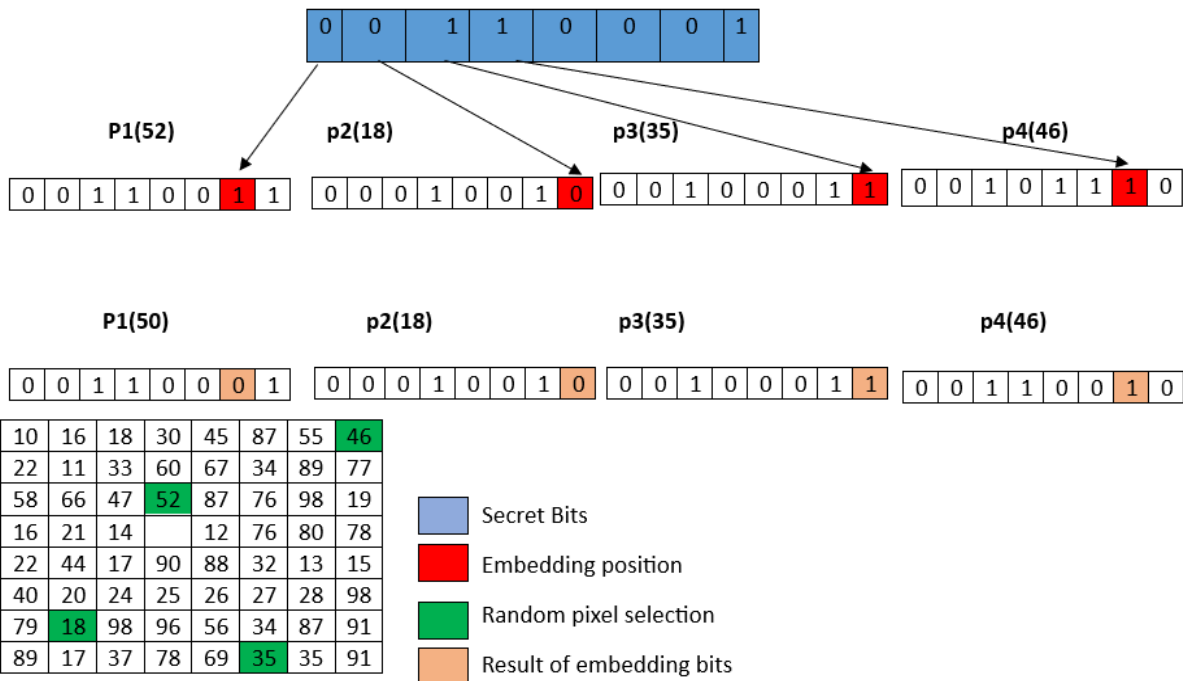 0 0 1 1 0 0 0 1
P1(52) p2(18) p3(35) p4(46)
0 0 1 1 0 0 1 1 0 0 0 1 0 0 1 0 0 0 1 0 0 0 1 1 0 0 1 0 1 1 1 0
P1(50) p2(18) p3(35) p4(46)
0 0 1 1 0 0 0 1 0 0 0 1 0 0 1 0 0 0 1 0 0 0 1 1 0 0 1 1 0 0 1 0
10 16 18 30 45 87 55 46
22 11 33 60 67 34 89 77
58 66 47 52 87 76 98 19
16 21 14 12 76 80 78
22 44 17 90 88 32 13 15
40 20 24 25 26 27 28 98
79 18 98 96 56 34 87 91
89 17 37 78 69 35 35 91
Secret Bits
Embedding position
Random pixel selection
Result of embedding bits